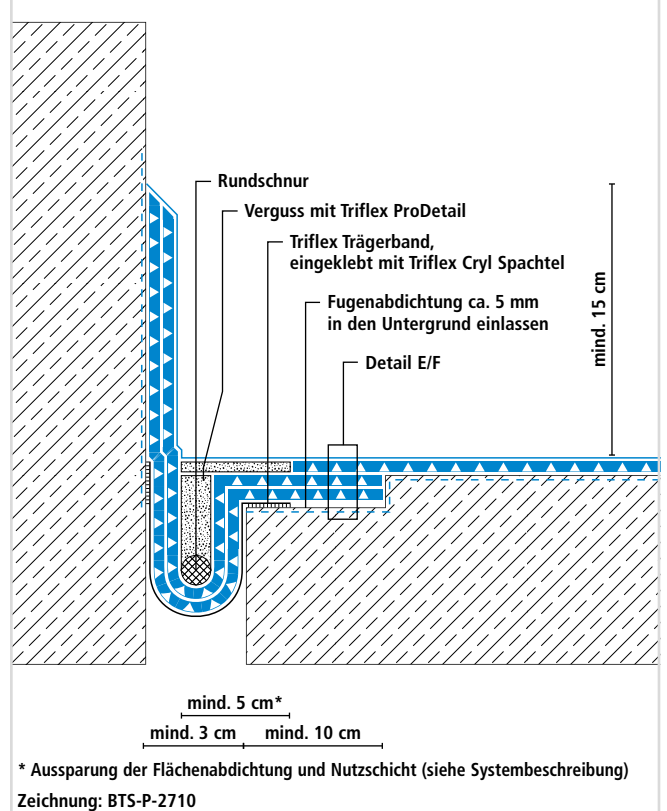 Rundschnur
Verguss mit Triflex ProDetail
Triflex Trägerband,
eingeklebt mit Triflex Cryl Spachtel
Fugenabdichtung ca. 5 mm
in den Untergrund einlassen
Detail E/F
mind. 15 cm
mind. 5 cm*
mind. 3 cm
mind. 10 cm
* Aussparung der Flächenabdichtung und Nutzschicht (siehe Systembeschreibung)
Zeichnung: BTS-P-2710